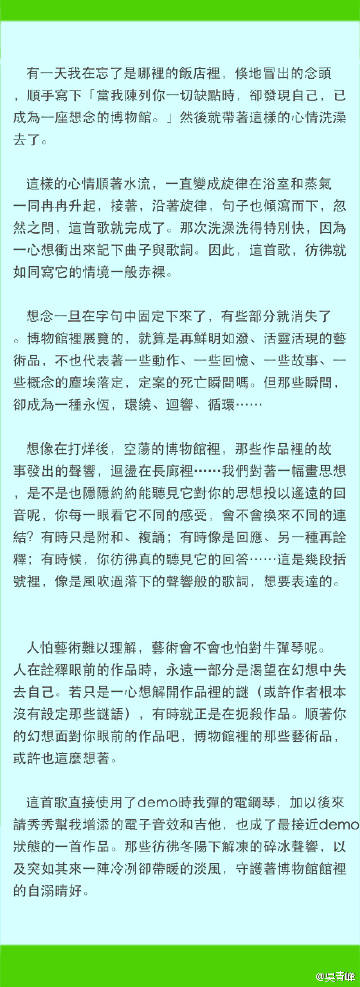 有一天我在忘了是哪裡的飯店裡，倏地冒出的念頭
，順手寫下「當我陳列你一切缺點時，卻發現自己，已
成為一座想念的博物館。」然後就帶著這樣的心情洗澡
去了。
這樣的心情順著水流，一直變成旋律在浴室和蒸氣
一同冉冉升起，接著，沿著旋律，句子也傾瀉而下，忽
然之間，這首歌就完成了。那次洗澡洗得特別快，因為
一心想衝出來記下曲子與歌詞。因此，這首歌，彷彿就
如同寫它的情境一般赤裸。
想念一旦在字句中固定下來了，有些部分就消失了
。博物館裡展覽的，就算是再鮮明如潑、活靈活現的藝
術品，不也代表著一些動作、一些回憶、一些故事、一
些概念的塵埃落定，定案的死亡瞬間嗎。但那些瞬間，
卻成為一種永恆，環繞、迴響、循環……
想像在打烊後，空蕩的博物館裡，那些作品裡的故
事發出的聲響，迴盪在長廊裡……我們對著一幅畫思想
，是不是也隱隱約約能聽見它對你的思想投以遙遠的回
音呢，你每一眼看它不同的感受，會不會換來不同的連
結？有時只是附和、複誦；有時像是回應、另一種再詮
釋；有時候，你彷彿真的聽見它的回答……這是幾段括
號裡，像是風吹過落下的聲響般的歌詞，想要表達的。
人怕藝術難以理解，藝術會不會也怕對牛彈琴呢。
人在詮釋眼前的作品時，永遠一部分是渴望在幻想中失
去自己。若只是一心想解開作品裡的謎（或許作者根本
沒有設定那些謎語），有時就正是在扼殺作品。順著你
的幻想面對你眼前的作品吧，博物館裡的那些藝術品，
或許也這麼想著。
這首歌直接使用了demo時我彈的電鋼琴，加以後來
請秀秀幫我增添的電子音效和吉他，也成了最接近demo
狀態的一首作品。那些彷彿冬陽下解凍的碎冰聲響，以
及突如其來一陣冷冽卻帶暖的淡風，守護著博物館館裡
的自溺晴好。
@吳青峰